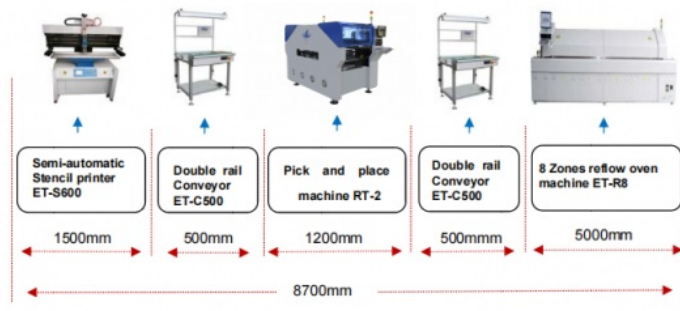 Semi-automatic
Stencil printer
ET-S600
Double rail
Conveyor
ET-C500
Pick and place
machine RT-2
Double rail
Conveyor
ET-C500
8 Zones reflow oven
machine ET-R8
1500mm
500mm
1200mm
500mmm
5000mm
8700mm